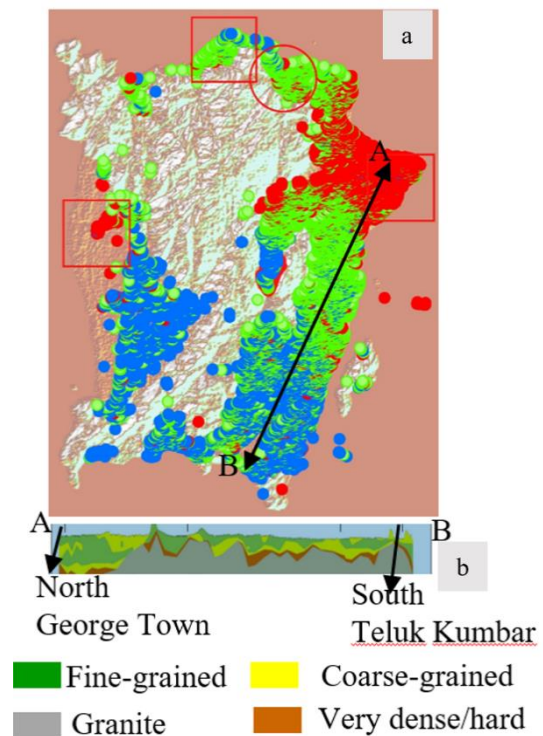 a
A
B
A
B
b
North
South
George Town
Teluk Kumbar
Fine-grained
Coarse-grained
Granite
Very dense/hard